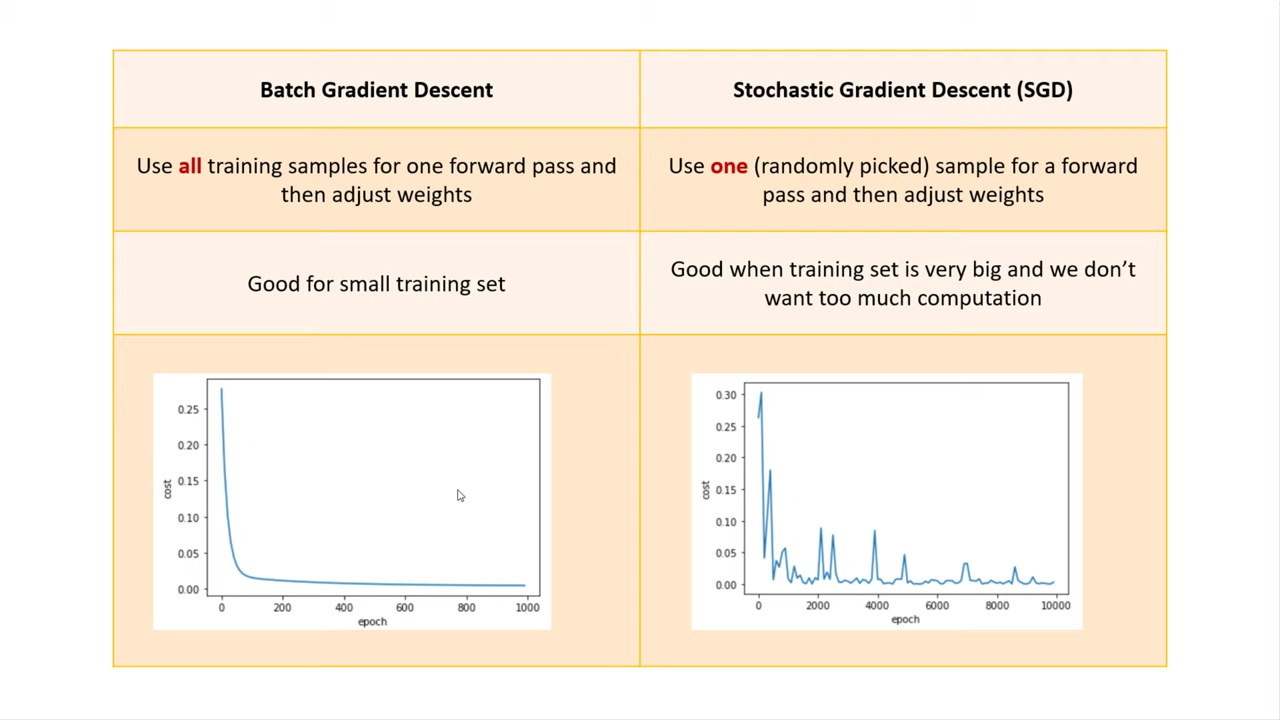 Batch Gradient Descent
Stochastic Gradient Descent (SGD)
Use all training samples for one forward pass and
then adjust weights
Use one (randomly picked) sample for a forward
pass and then adjust weights
Good for small training set
Good when training set is very big and we don’t
want too much computation
0.25
0.20
0.15
0.10
0.05
0.00
cost
0 200 400 600 800 1000
epoch
0.30
0.25
0.20
0.15
0.10
0.05
0.00
cost
0 2000 4000 6000 8000 10000
epoch